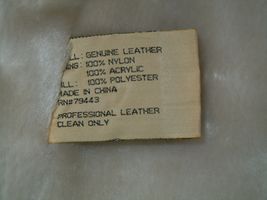 LL: GENUINE LEATHER
NING: 100% NYLON
100% ACRYLIC
LL: 100% POLYESTER
MADE IN CHINA
RN#79443
PROFESSIONAL LEATHER
CLEAN ONLY